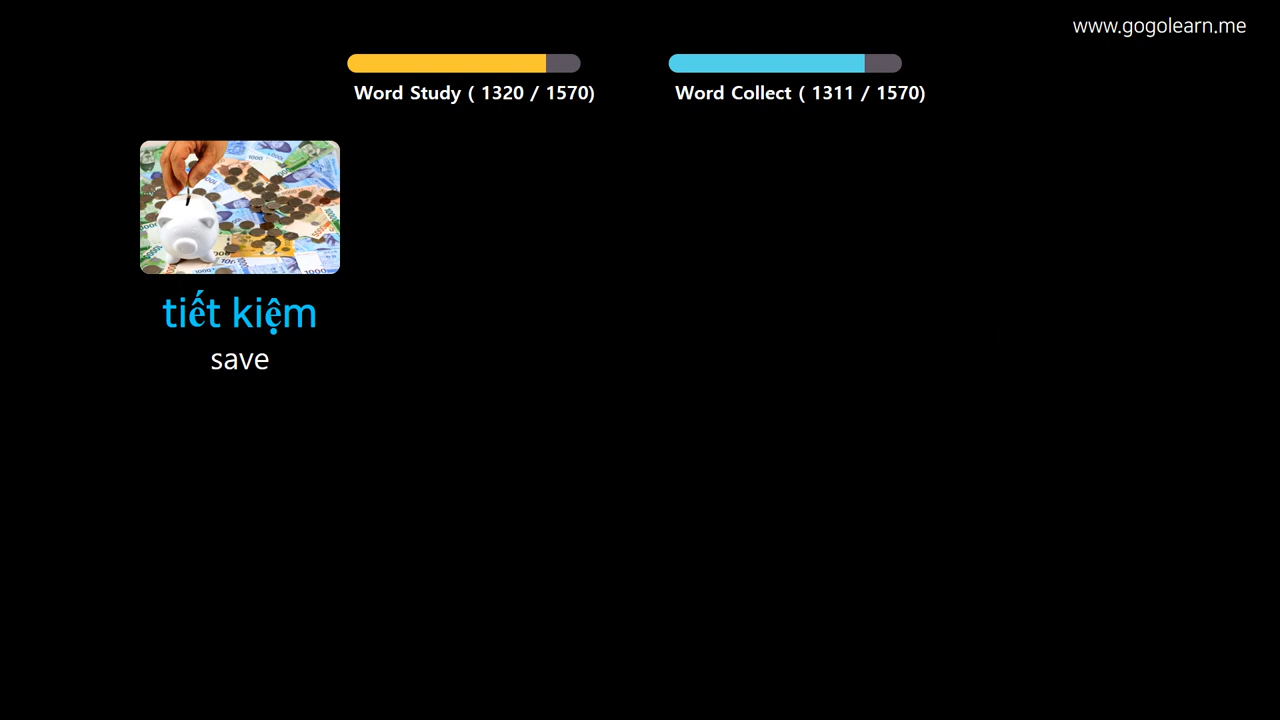 www.gogolearn.me
Word Study ( 1320 / 1570)
Word Collect ( 1311 / 1570)
tiết kiệm
save